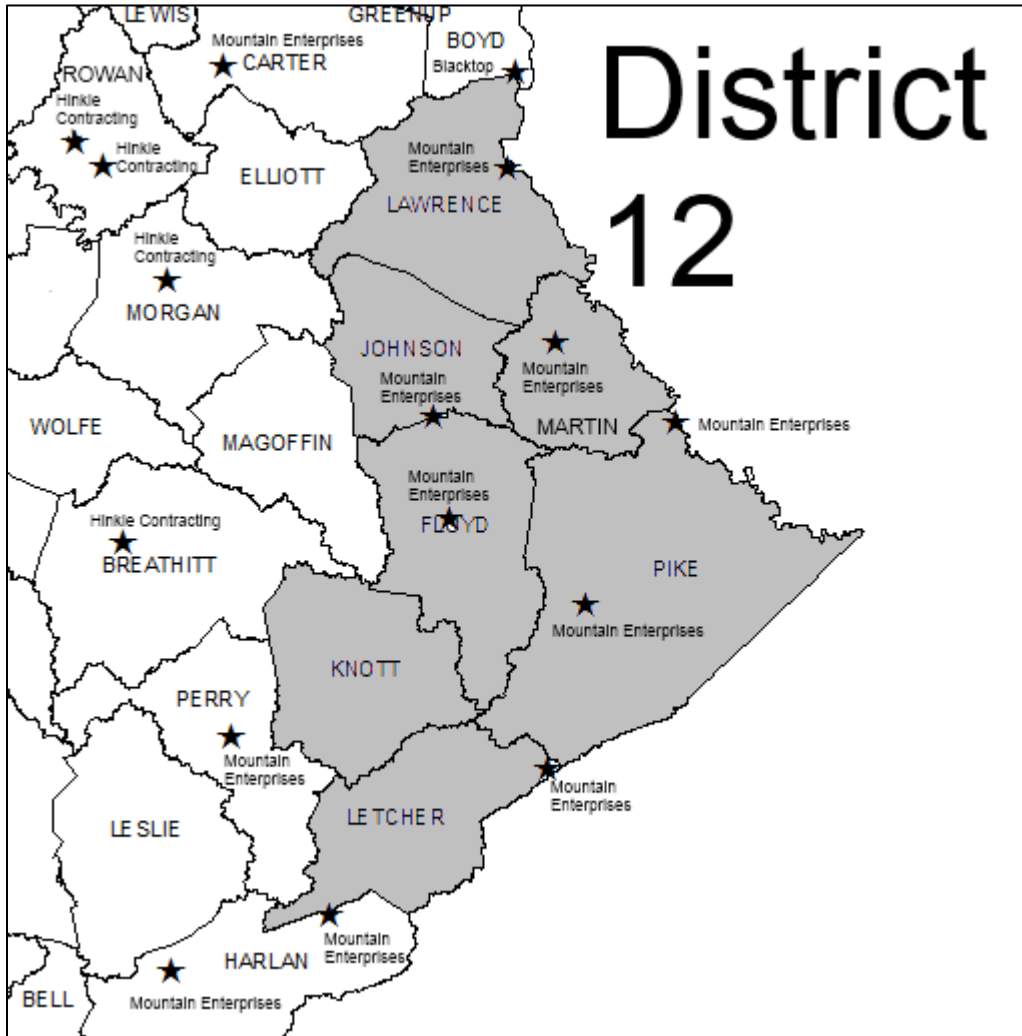 LEWIS
GREENUP
District
12
BOYD
Blacktop
Mountain Enterprises
CARTER
ROWAN
Hinkle
Contracting
Hinkle
Contracting
ELLIOTT
Mountain
Enterprises
LAWRENCE
Hinkle
Contracting
MORGAN
JOHNSON
Mountain
Enterprises
Mountain
Enterprises
MARTIN
Mountain Enterprises
WOLFE
MAGOFFIN
Mountain
Enterprises
FLOYD
Hinkle Contracting
BREATHITT
PIKE
Mountain Enterprises
KNOTT
PERRY
Mountain
Enterprises
Mountain
Enterprises
LETCHER
LESLIE
Mountain
Enterprises
HARLAN
Mountain Enterprises
BELL